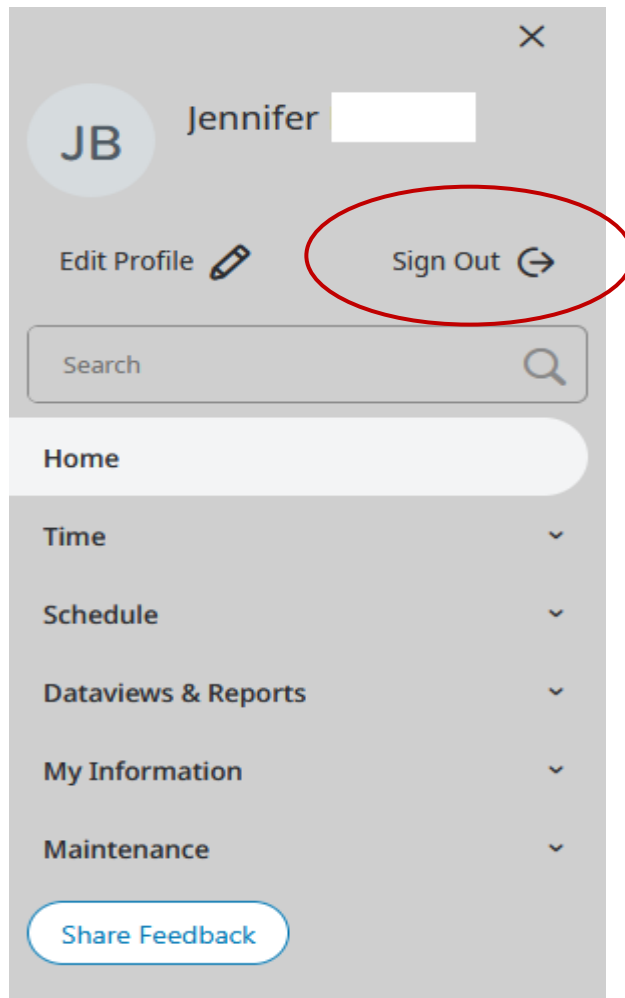 Jennifer
JB
Edit Profile
Sign Out
Search
Home
Time
Schedule
Dataviews & Reports
My Information
Maintenance
Share Feedback